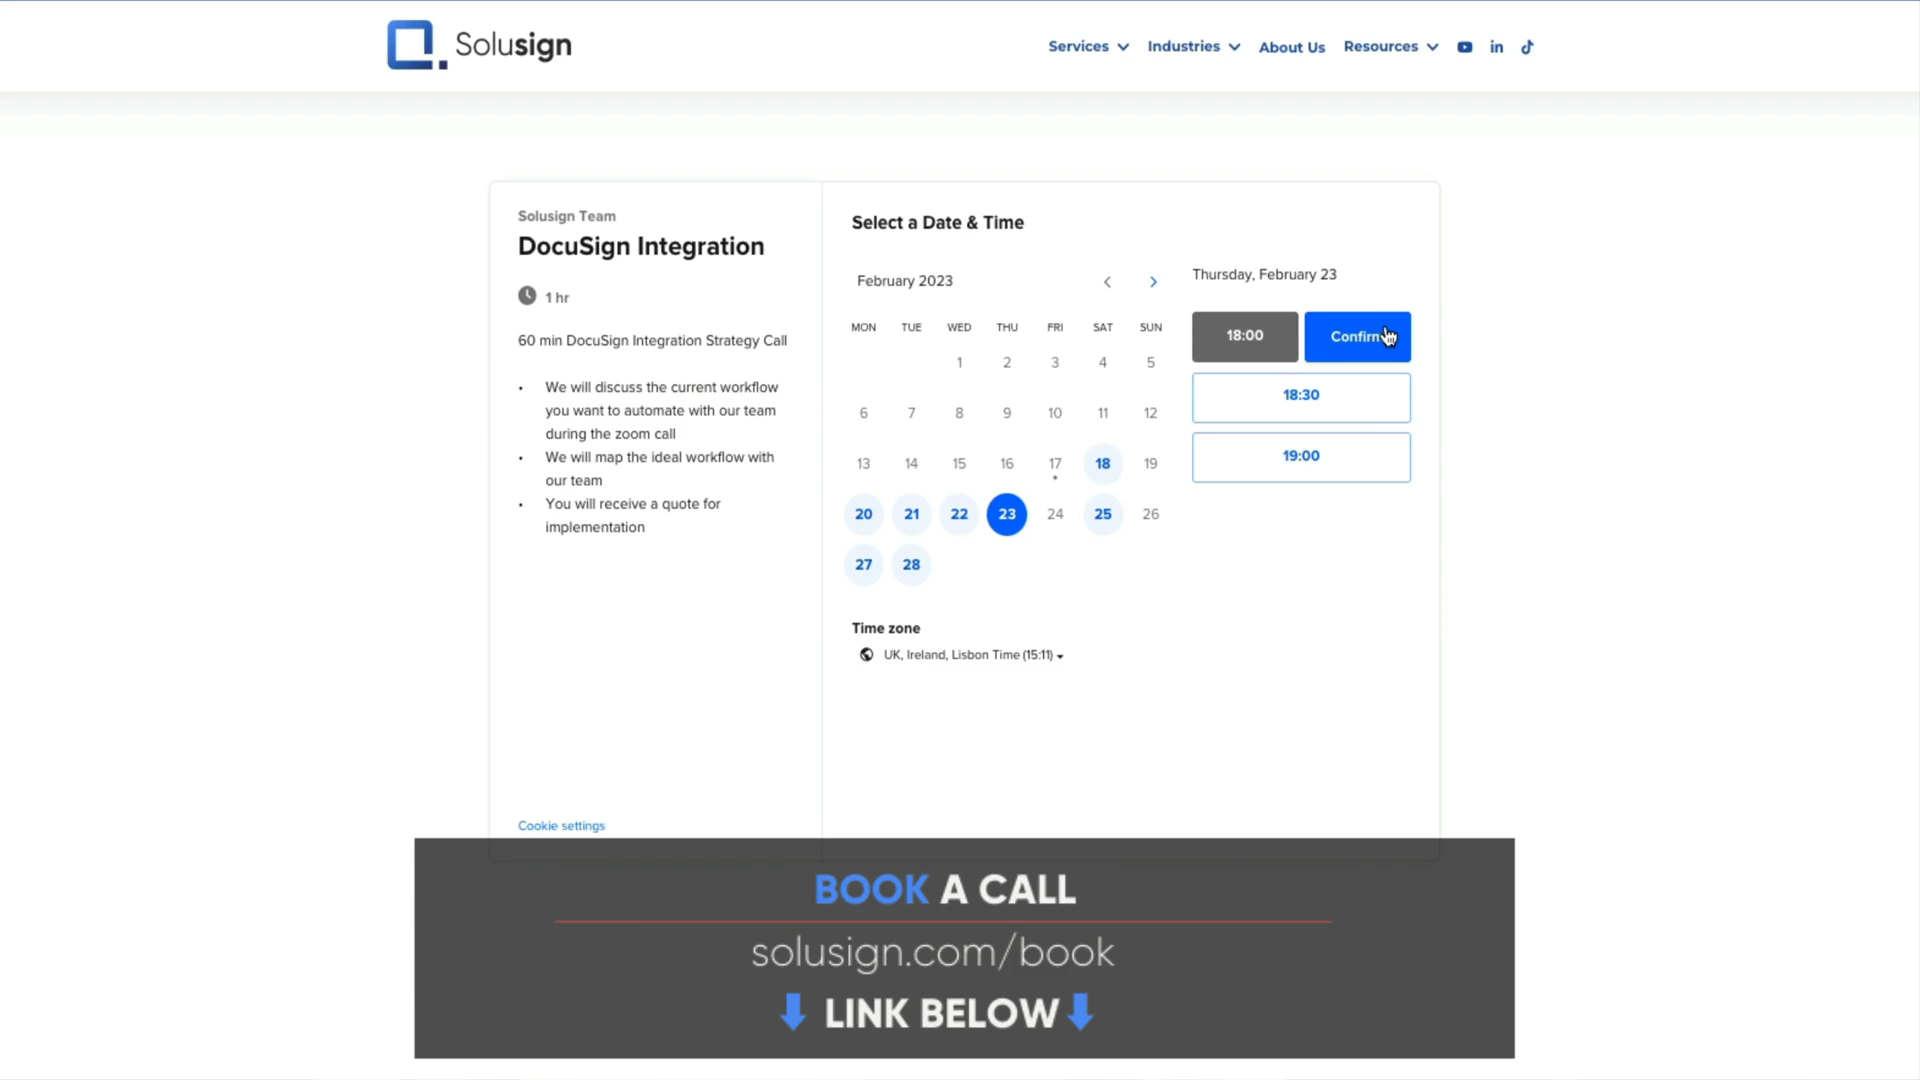 Solusign
Services
Industries
About Us
Resources
Solusign Team
DocuSign Integration
1 hr
60 min DocuSign Integration Strategy Call
• We will discuss the current workflow
you want to automate with our team
during the zoom call
• We will map the ideal workflow with
our team
• You will receive a quote for
implementation
Cookie settings
Select a Date & Time
February 2023
MON TUE WED THU FRI SAT SUN
1 2 3 4 5
6 7 8 9 10 11 12
13 14 15 16 17 18 19
20 21 22 23 24 25 26
27 28
Time zone
UK, Ireland, Lisbon Time (15:11)
Thursday, February 23
18:00
Confirm
18:30
19:00
BOOK A CALL
solusign.com/book
LINK BELOW